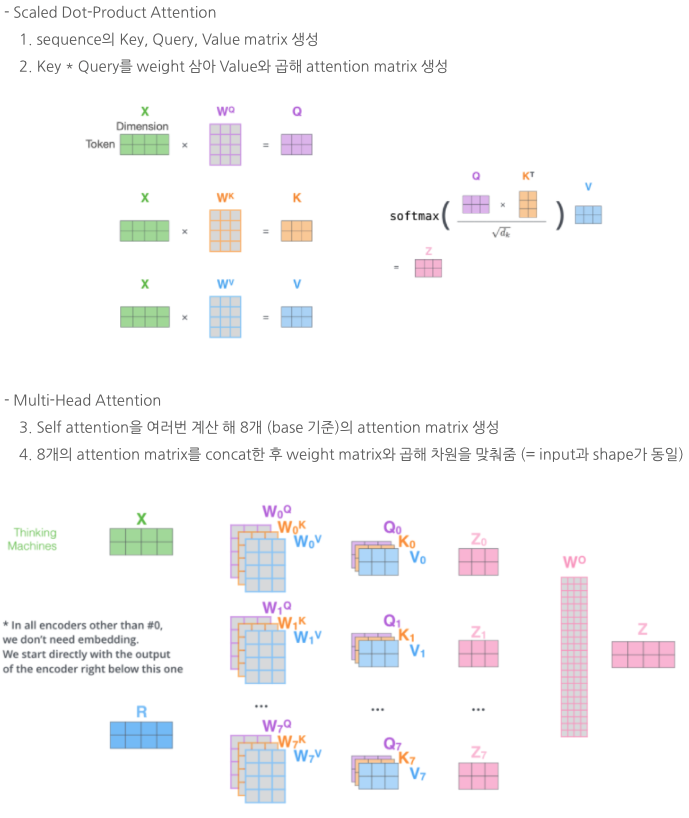 - Scaled Dot-Product Attention
1. sequence의 Key, Query, Value matrix 생성
2. Key * Query를 weight 삼아 Value와 곱해 attention matrix 생성
X W^Q Q
Dimension
Token × =
X W^K K
× =
X W^V V
× =
Q K^T V
softmax( × )
√d_k
Z
=
- Multi-Head Attention
3. Self attention을 여러번 계산 해 8개 (base 기준)의 attention matrix 생성
4. 8개의 attention matrix를 concat한 후 weight matrix와 곱해 차원을 맞춰줌 (= input과 shape가 동일)
Thinking
Machines
X
W₀^Q
W₀^K
W₀^V
Q₀
K₀
V₀
Z₀
W^O
* In all encoders other than #0,
we don't need embedding.
We start directly with the output
of the encoder right below this one
W₁^Q
W₁^K
W₁^V
Q₁
K₁
V₁
Z₁
Z
... ... ...
R
W₇^Q
W₇^K
W₇^V
Q₇
K₇
V₇
Z₇